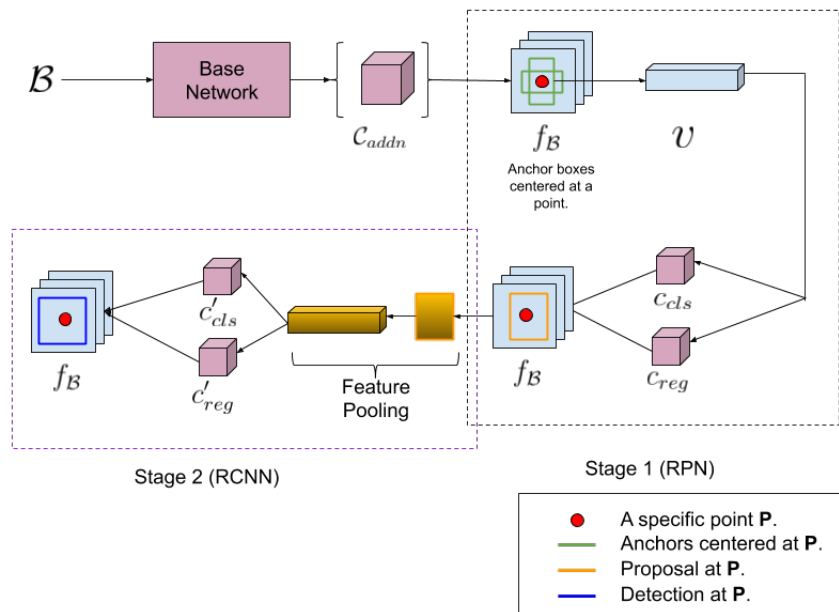 B
Base
Network
C_addn
f_B
Anchor boxes
centered at a
point.
v
c_cls
c_reg
f_B
Feature
Pooling
c'_cls
c'_reg
f_B
Stage 2 (RCNN)
Stage 1 (RPN)
A specific point P.
Anchors centered at P.
Proposal at P.
Detection at P.